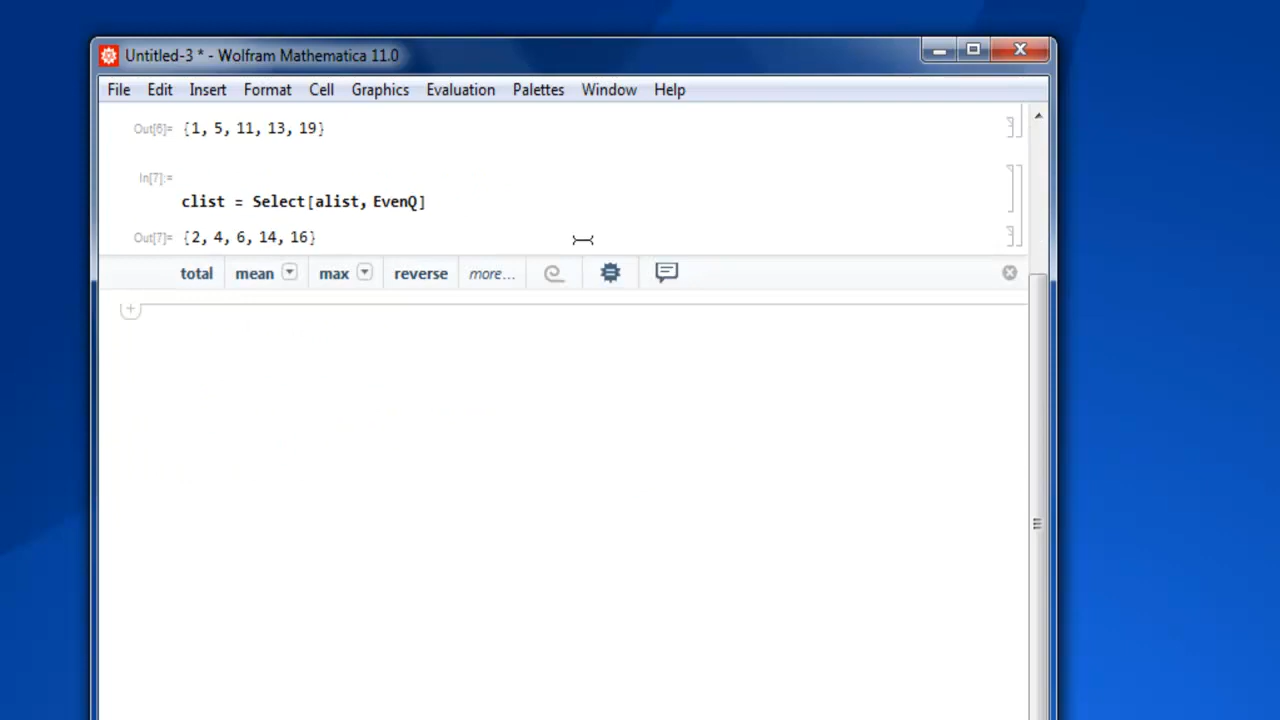 Untitled-3 * - Wolfram Mathematica 11.0
File Edit Insert Format Cell Graphics Evaluation Palettes Window Help
Out[6]= {1, 5, 11, 13, 19}
In[7]:=
clist = Select[alist, EvenQ]
Out[7]= {2, 4, 6, 14, 16}
total mean max reverse more...